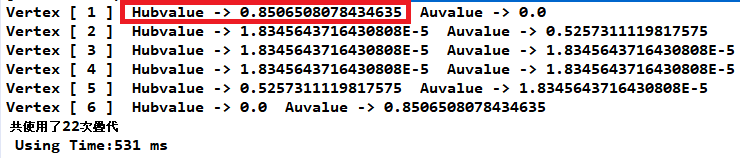 Vertex [ 1 ]  Hubvalue -> 0.8506508078434635  Auvalue -> 0.0
Vertex [ 2 ]  Hubvalue -> 1.8345643716430808E-5  Auvalue -> 0.5257311119817575
Vertex [ 3 ]  Hubvalue -> 1.8345643716430808E-5  Auvalue -> 1.8345643716430808E-5
Vertex [ 4 ]  Hubvalue -> 1.8345643716430808E-5  Auvalue -> 1.8345643716430808E-5
Vertex [ 5 ]  Hubvalue -> 0.5257311119817575  Auvalue -> 1.8345643716430808E-5
Vertex [ 6 ]  Hubvalue -> 0.0  Auvalue -> 0.8506508078434635
共使用了22次疊代
Using Time:531 ms